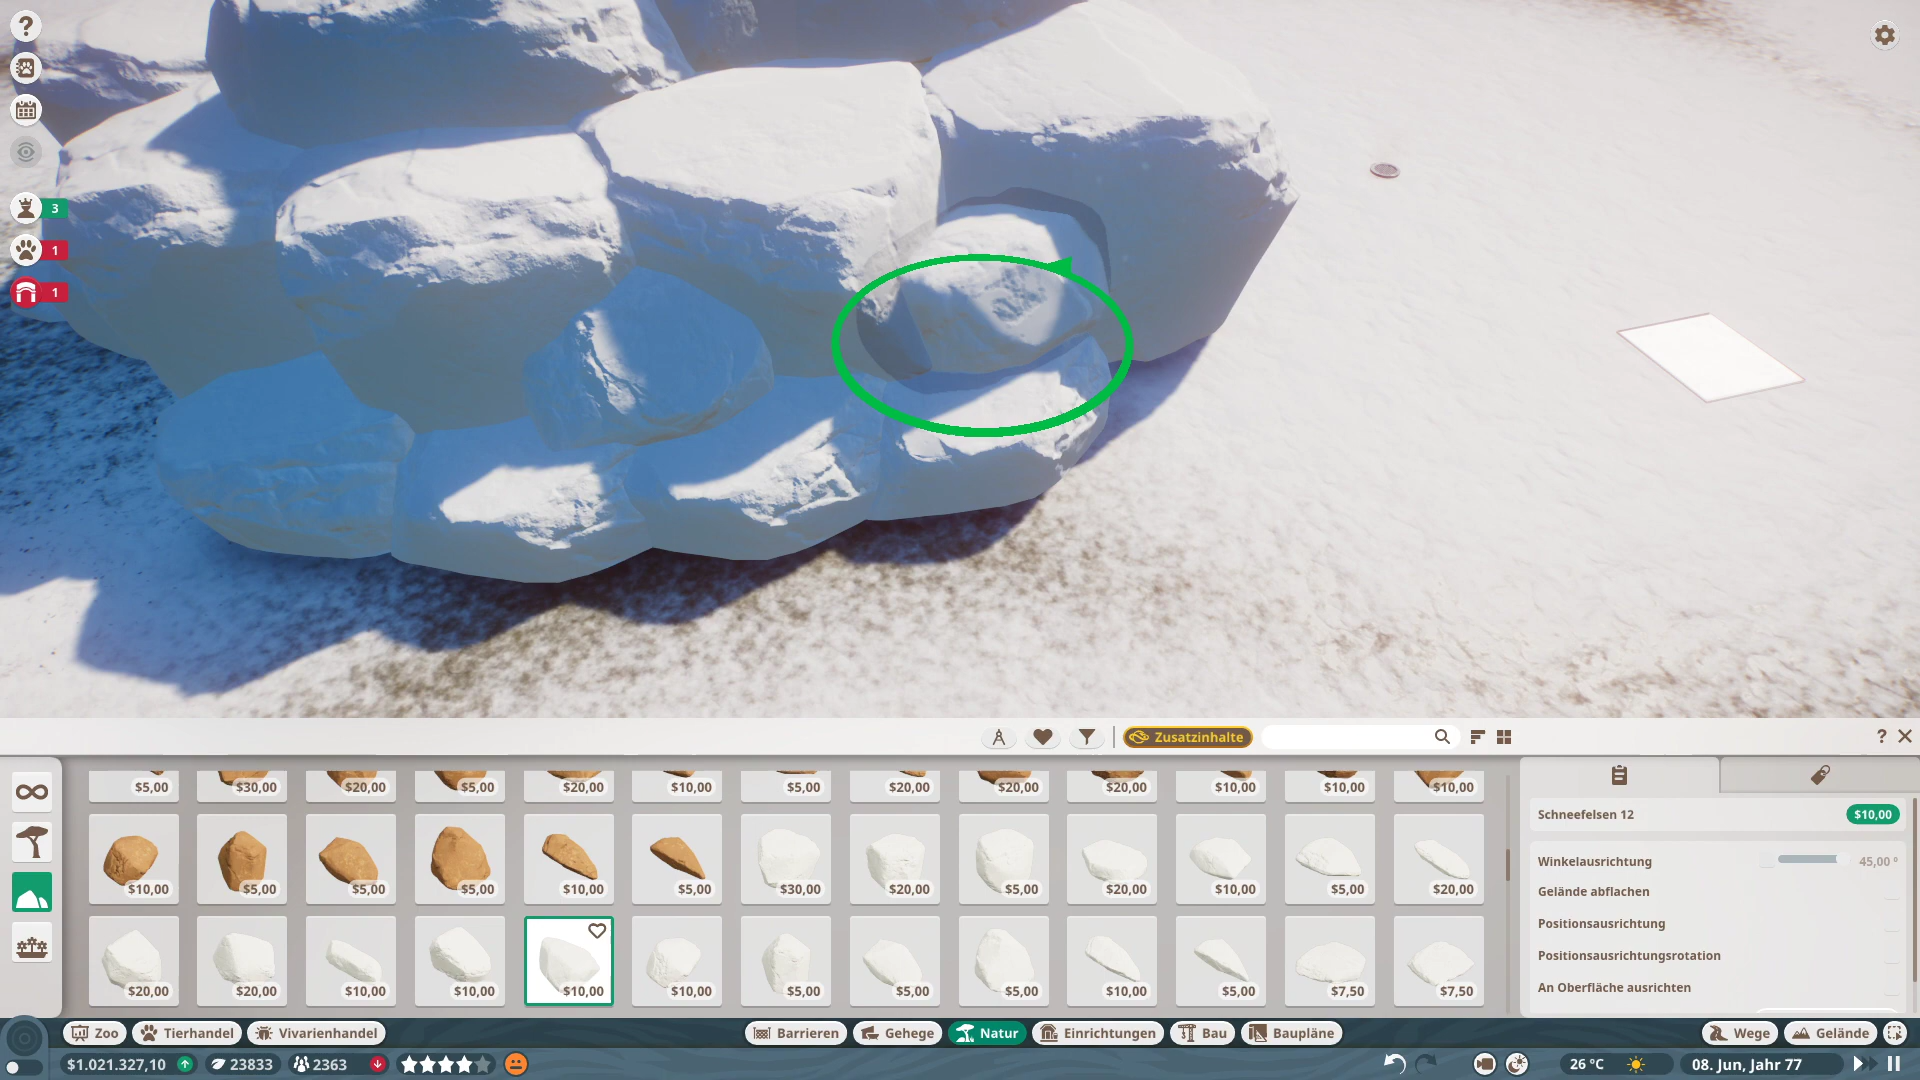 3
1
1
Zusatzinhalte
$5,00 $30,00 $20,00 $5,00 $20,00 $10,00 $5,00 $20,00 $20,00 $20,00 $10,00 $10,00 $10,00
$10,00 $5,00 $5,00 $5,00 $10,00 $5,00 $30,00 $20,00 $5,00 $20,00 $10,00 $5,00 $20,00
$20,00 $20,00 $10,00 $10,00 $10,00 $10,00 $5,00 $5,00 $5,00 $10,00 $5,00 $7,50 $7,50
Schneefelsen 12 $10,00
Winkelausrichtung 45,00 °
Gelände abflachen
Positionsausrichtung
Positionsausrichtungsrotation
An Oberfläche ausrichten
Zoo Tierhandel Vivarienhandel Barrieren Gehege Natur Einrichtungen Bau Baupläne Wege Gelände
$1.021.327,10 23833 2363 26 °C 08. Jun, Jahr 77